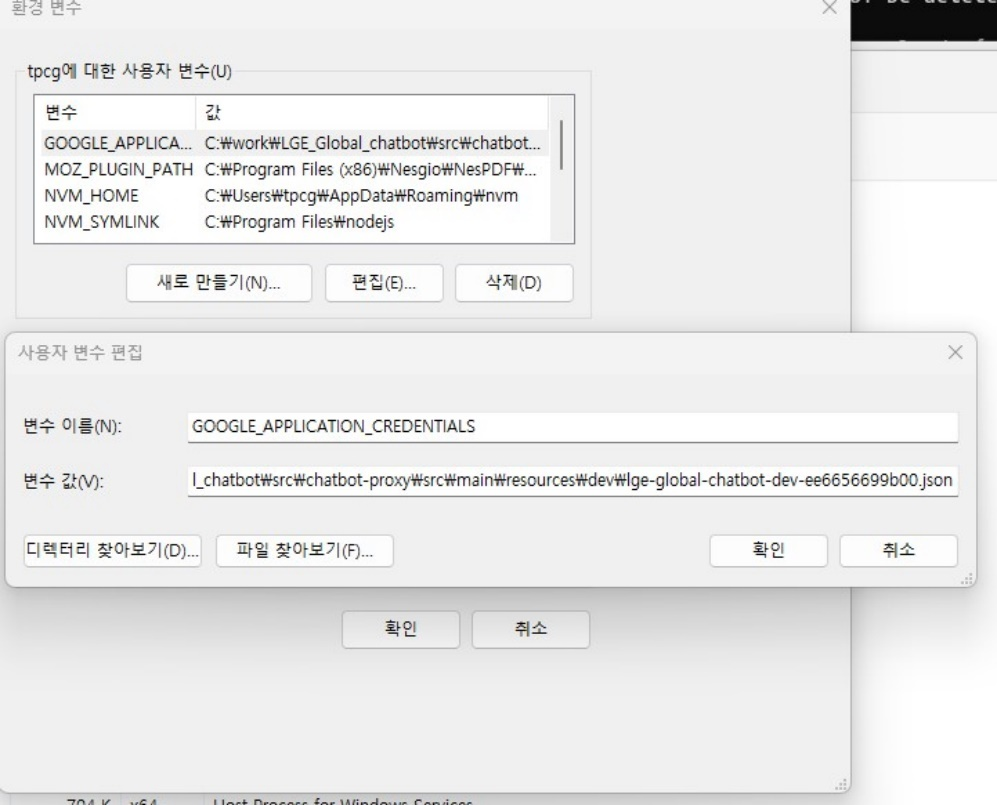 환경 변수
tpcg에 대한 사용자 변수(U)
변수 값
GOOGLE_APPLICA... C:₩work₩LGE_Global_chatbot₩src₩chatbot...
MOZ_PLUGIN_PATH C:₩Program Files (x86)₩Nesgio₩NesPDF₩...
NVM_HOME C:₩Users₩tpcg₩AppData₩Roaming₩nvm
NVM_SYMLINK C:₩Program Files₩nodejs
새로 만들기(N)... 편집(E)... 삭제(D)
사용자 변수 편집
변수 이름(N): GOOGLE_APPLICATION_CREDENTIALS
변수 값(V): l_chatbot₩src₩chatbot-proxy₩src₩main₩resources₩dev₩lge-global-chatbot-dev-ee6656699b00.json
디렉터리 찾아보기(D)... 파일 찾아보기(F)... 확인 취소
확인 취소
704 K x64 Host Process for Windows Services